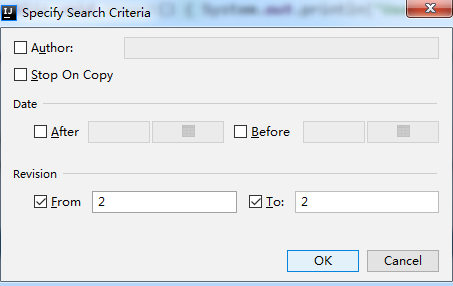 Specify Search Criteria
Author:
Stop On Copy
Date
After Before
Revision
From 2 To: 2
OK Cancel